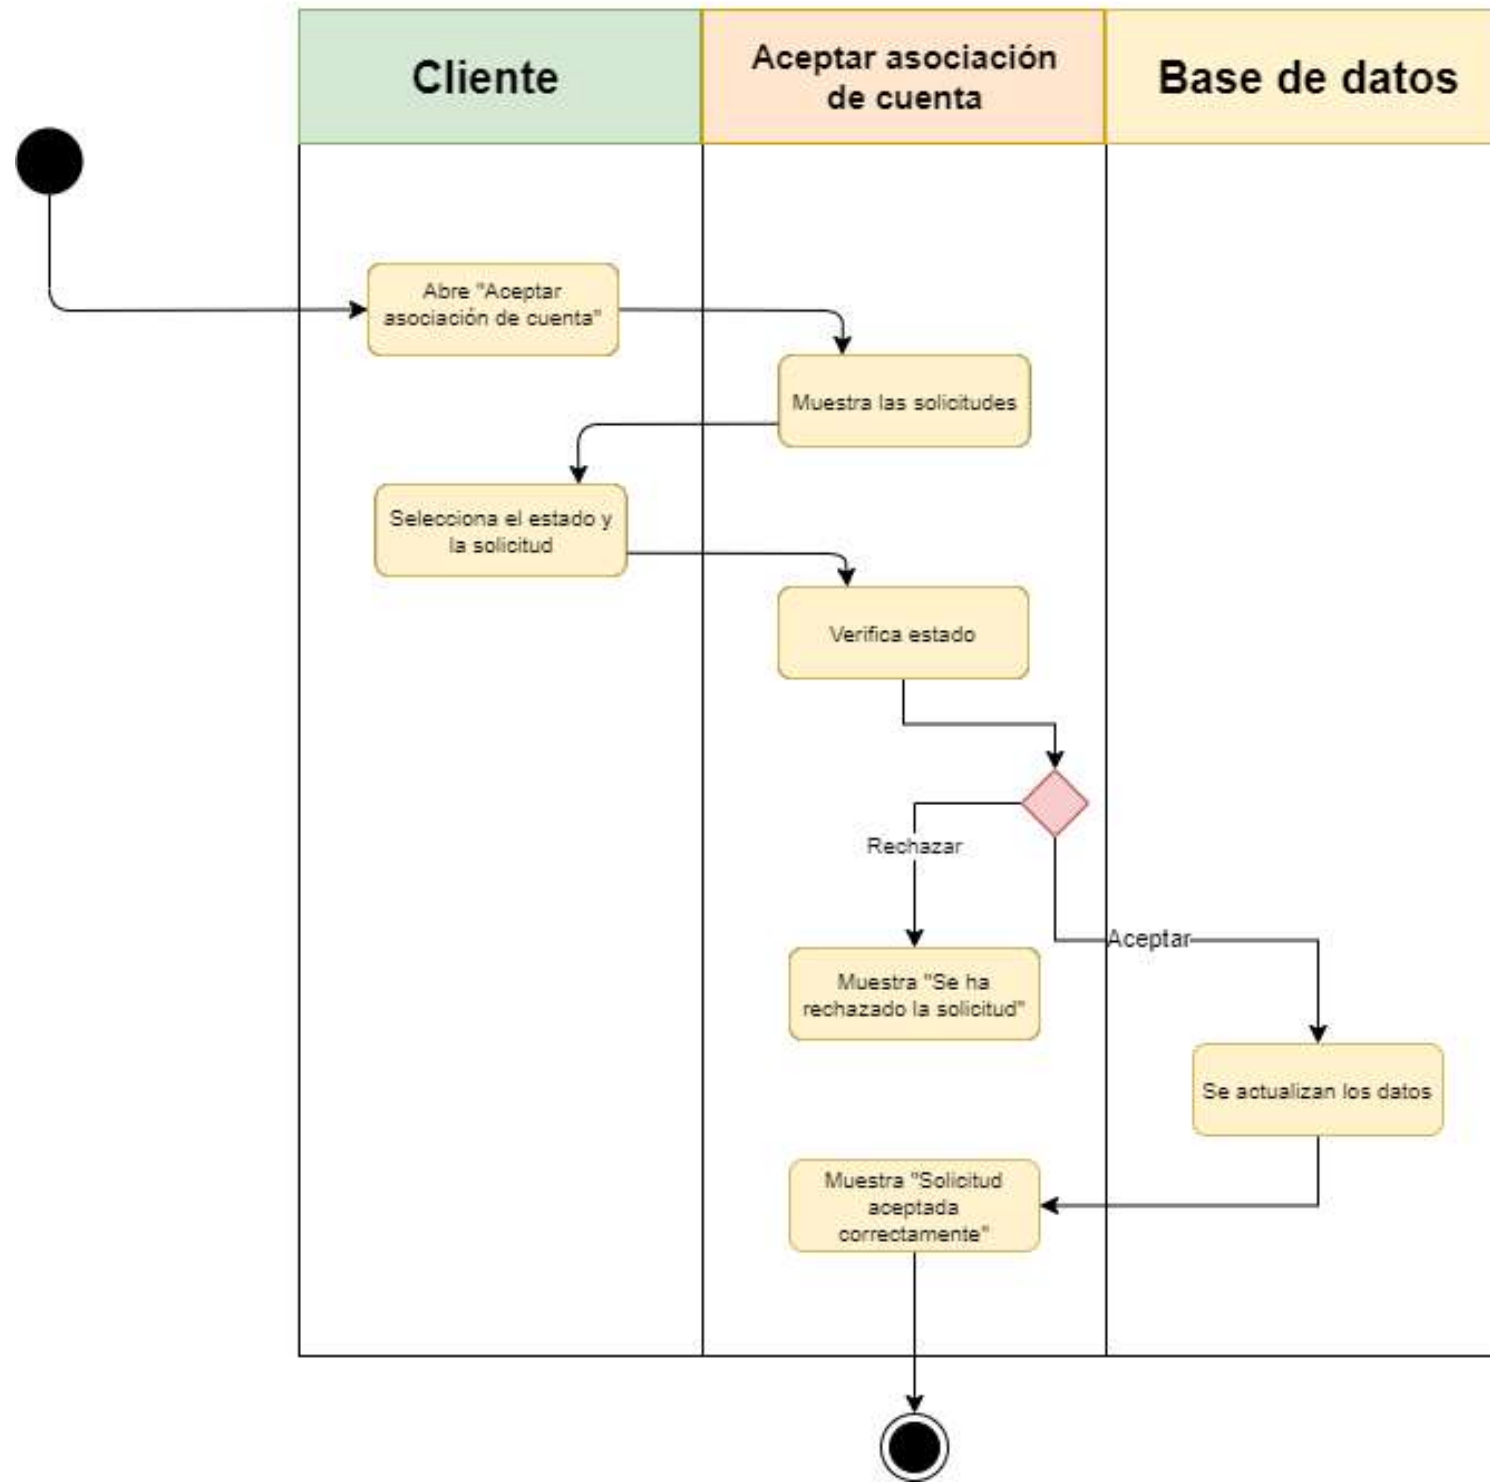 Cliente
Aceptar asociación
de cuenta
Base de datos
Abre "Aceptar
asociación de cuenta"
Muestra las solicitudes
Selecciona el estado y
la solicitud
Verifica estado
Rechazar
Aceptar
Muestra "Se ha
rechazado la solicitud"
Se actualizan los datos
Muestra "Solicitud
aceptada
correctamente"